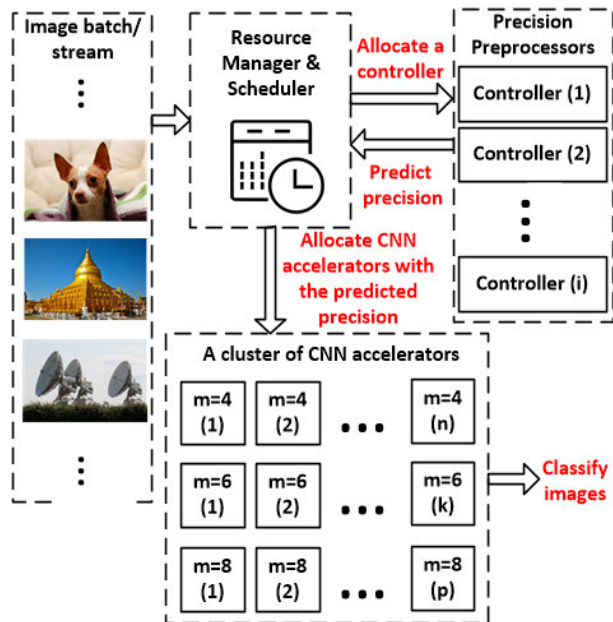 Image batch/
stream
Resource
Manager &
Scheduler
Allocate a
controller
Predict
precision
Precision
Preprocessors
Controller (1)
Controller (2)
Controller (i)
Allocate CNN
accelerators with
the predicted
precision
A cluster of CNN accelerators
m=4
(1)
m=4
(2)
m=4
(n)
m=6
(1)
m=6
(2)
m=6
(k)
m=8
(1)
m=8
(2)
m=8
(p)
Classify
images